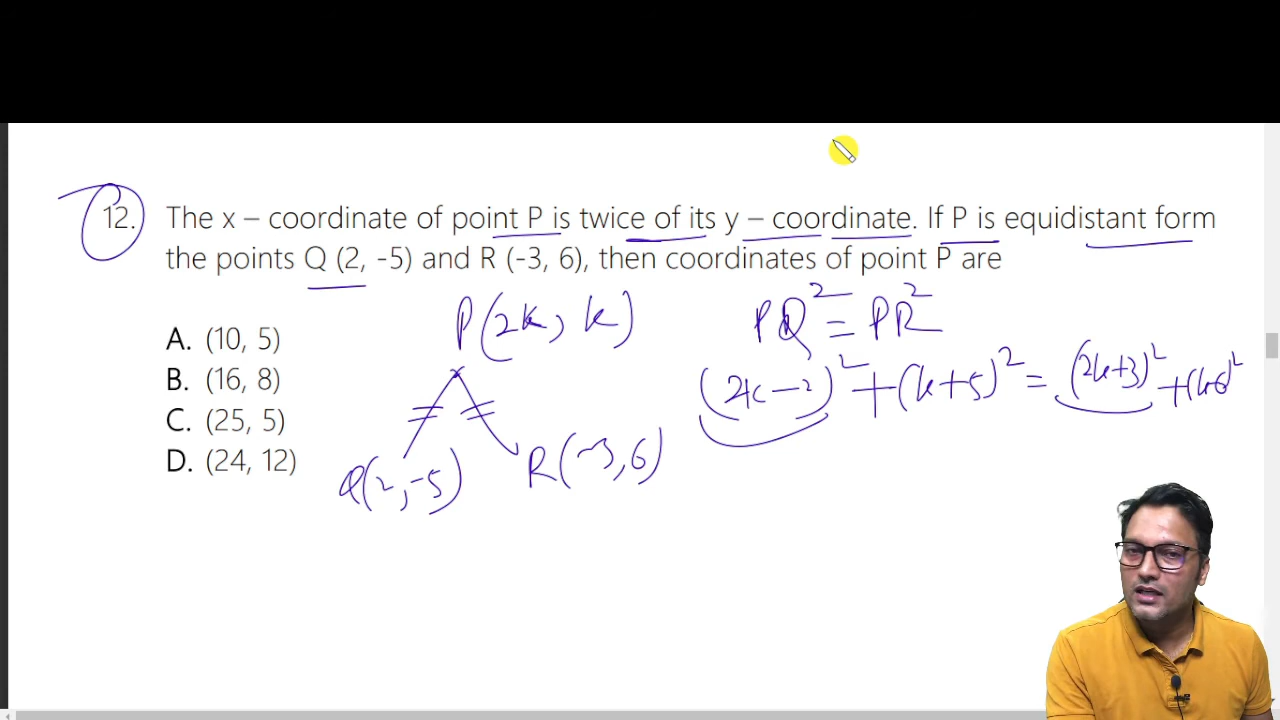 12. The x – coordinate of point P is twice of its y – coordinate. If P is equidistant form
the points Q (2, -5) and R (-3, 6), then coordinates of point P are
A. (10, 5)
B. (16, 8)
C. (25, 5)
D. (24, 12)
P(2k, k)
Q(2, -5)
R(-3, 6)
PQ² = PR²
(2k-2)² + (k+5)² = (2k+3)² + (k-6)²